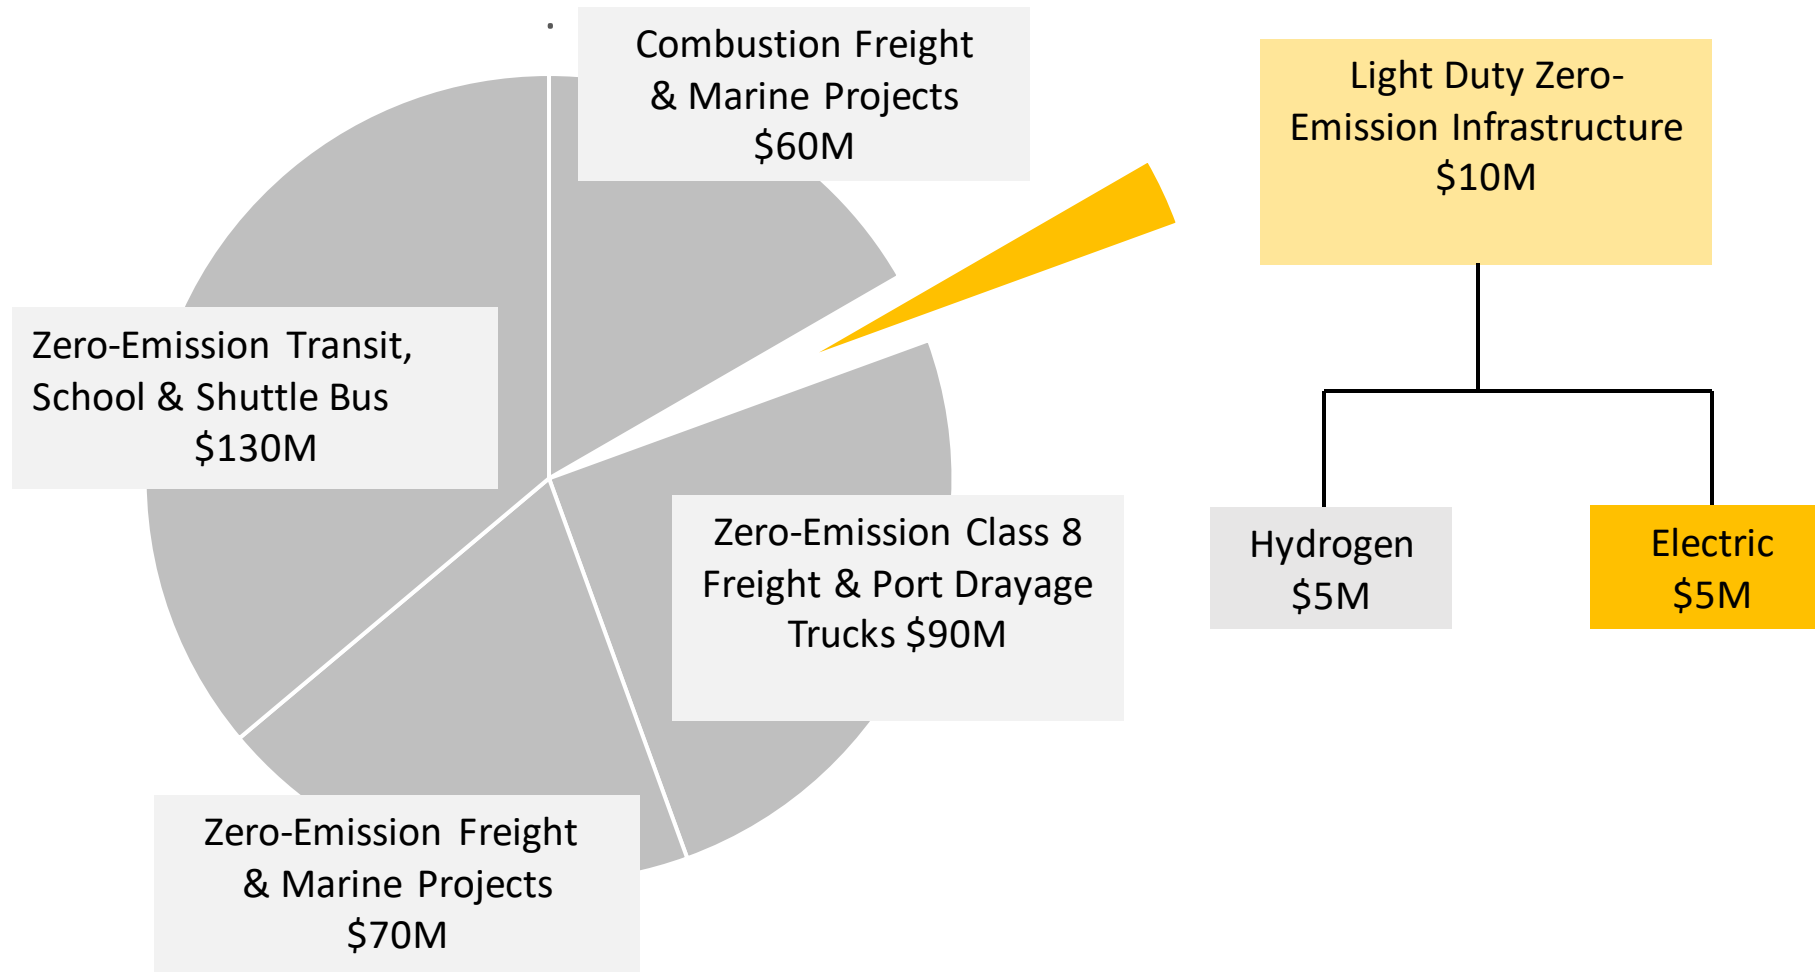 Combustion Freight
& Marine Projects
$60M
Light Duty Zero-
Emission Infrastructure
$10M
Zero-Emission Transit,
School & Shuttle Bus
$130M
Zero-Emission Class 8
Freight & Port Drayage
Trucks $90M
Hydrogen
$5M
Electric
$5M
Zero-Emission Freight
& Marine Projects
$70M